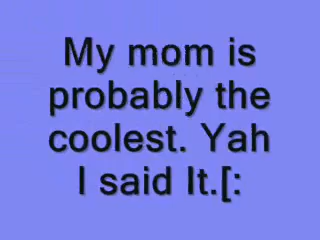 My mom is
probably the
coolest. Yah
I said It.[: